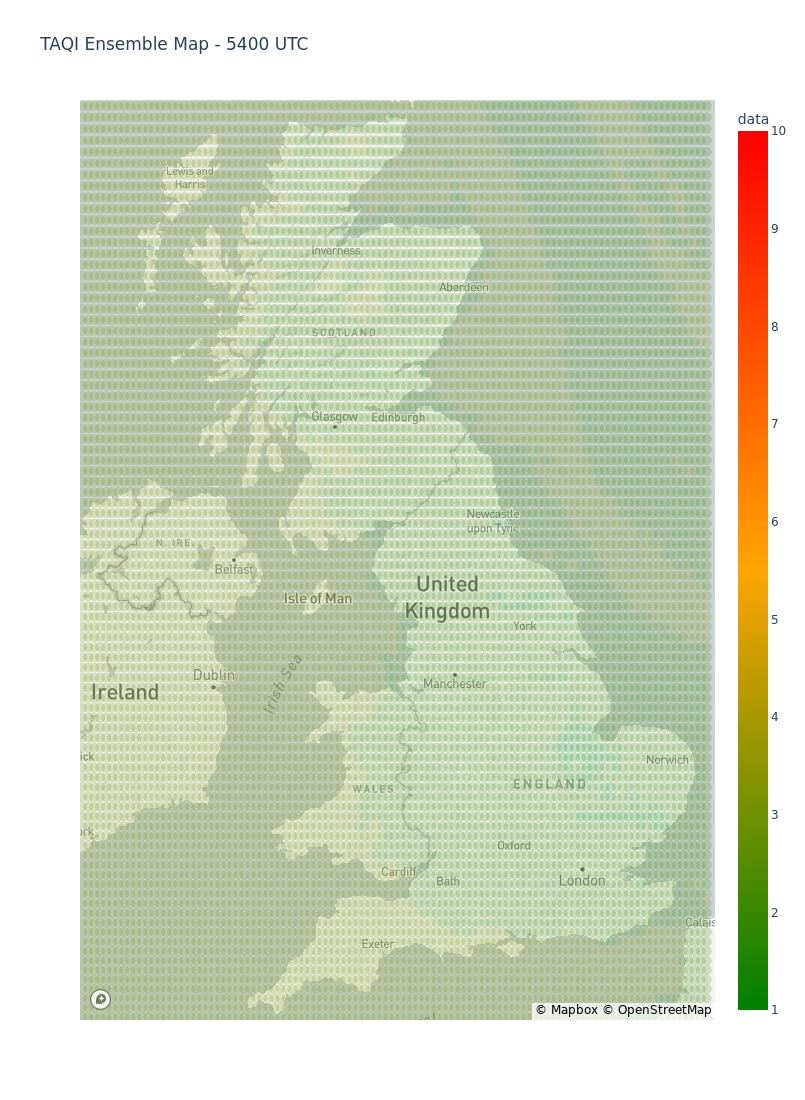 TAQI Ensemble Map - 5400 UTC
data
10
9
8
7
6
5
4
3
2
1
Lewis and
Harris
Inverness
Aberdeen
SCOTLAND
Glasgow
Edinburgh
Newcastle
upon Tyne
N. IRE.
Belfast
Isle of Man
United
Kingdom
York
Dublin
Irish Sea
Manchester
Ireland
ick
Norwich
WALES
ENGLAND
ork
Oxford
Cardiff
Bath
London
Calais
Exeter
© Mapbox © OpenStreetMap